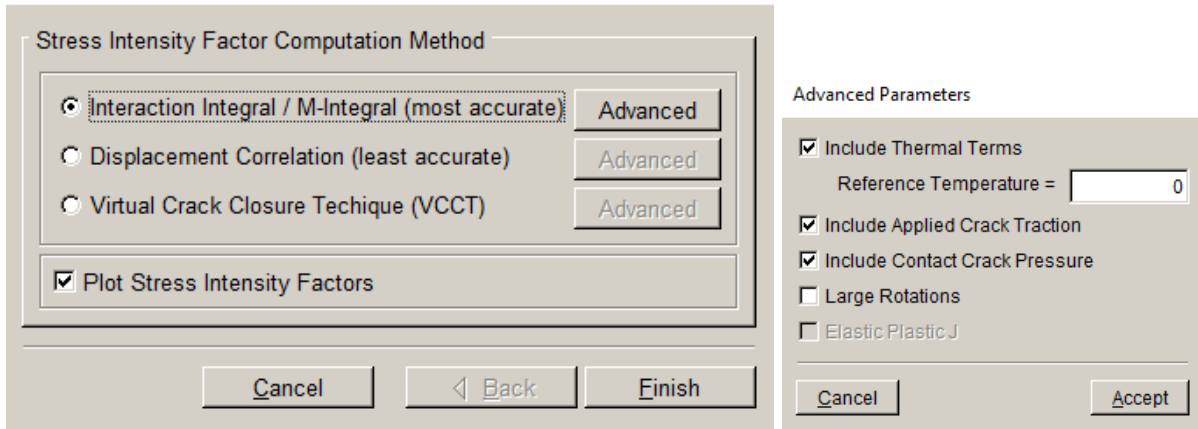 Stress Intensity Factor Computation Method
Interaction Integral / M-Integral (most accurate) Advanced
Displacement Correlation (least accurate) Advanced
Virtual Crack Closure Techique (VCCT) Advanced
Plot Stress Intensity Factors
Cancel Back Finish
Advanced Parameters
Include Thermal Terms
Reference Temperature = 0
Include Applied Crack Traction
Include Contact Crack Pressure
Large Rotations
Elastic Plastic J
Cancel Accept